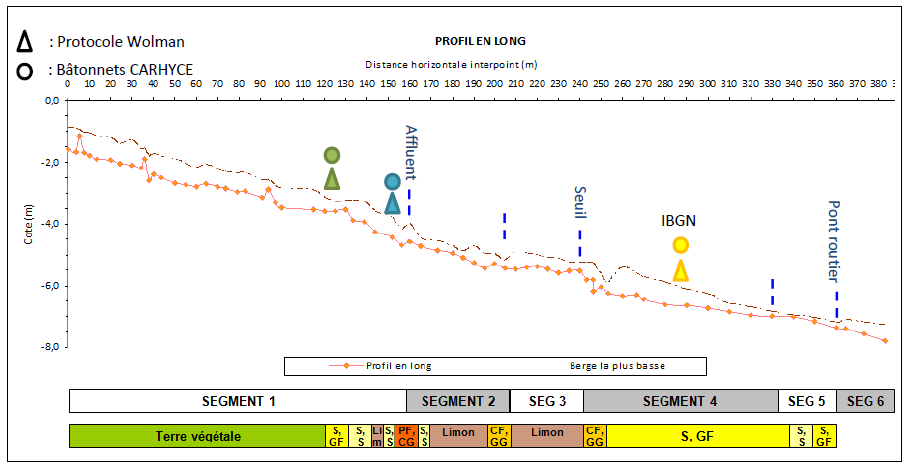 : Protocole Wolman
: Bâtonnets CARHYCE
PROFIL EN LONG
Distance horizontale interpoint (m)
0 10 20 30 40 50 60 70 80 90 100 110 120 130 140 150 160 170 180 190 200 210 220 230 240 250 260 270 280 290 300 310 320 330 340 350 360 370 380 3
0,0
-2,0
-4,0
-6,0
-8,0
Cote (m)
Affluent
Seuil
IBGN
Pont routier
Profil en long
Berge la plus basse
SEGMENT 1
SEGMENT 2
SEG 3
SEGMENT 4
SEG 5
SEG 6
Terre végétale
S, GF
S, S
Li m
S, S
PF, CG
S, S
Limon
CF, GG
Limon
CF, GG
S, GF
S, S
S, GF